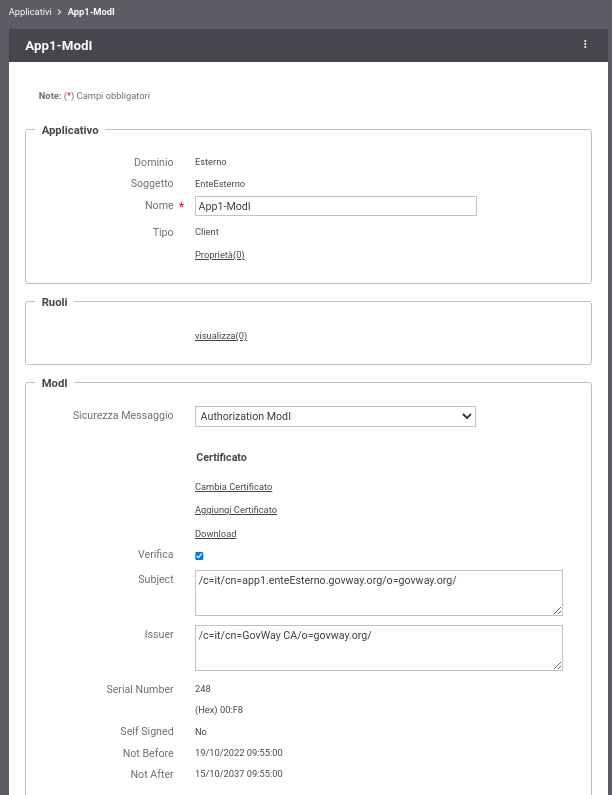 Applicativi > App1-ModI
App1-ModI
Note: (*) Campi obbligatori
Applicativo
Dominio Esterno
Soggetto EnteEsterno
Nome * App1-ModI
Tipo Client
Proprietà(0)
Ruoli
visualizza(0)
ModI
Sicurezza Messaggio Authorization ModI
Certificato
Cambia Certificato
Aggiungi Certificato
Download
Verifica
Subject /c=it/cn=app1.enteEsterno.govway.org/o=govway.org/
Issuer /c=it/cn=GovWay CA/o=govway.org/
Serial Number 248
(Hex) 00:F8
Self Signed No
Not Before 19/10/2022 09:55:00
Not After 15/10/2037 09:55:00